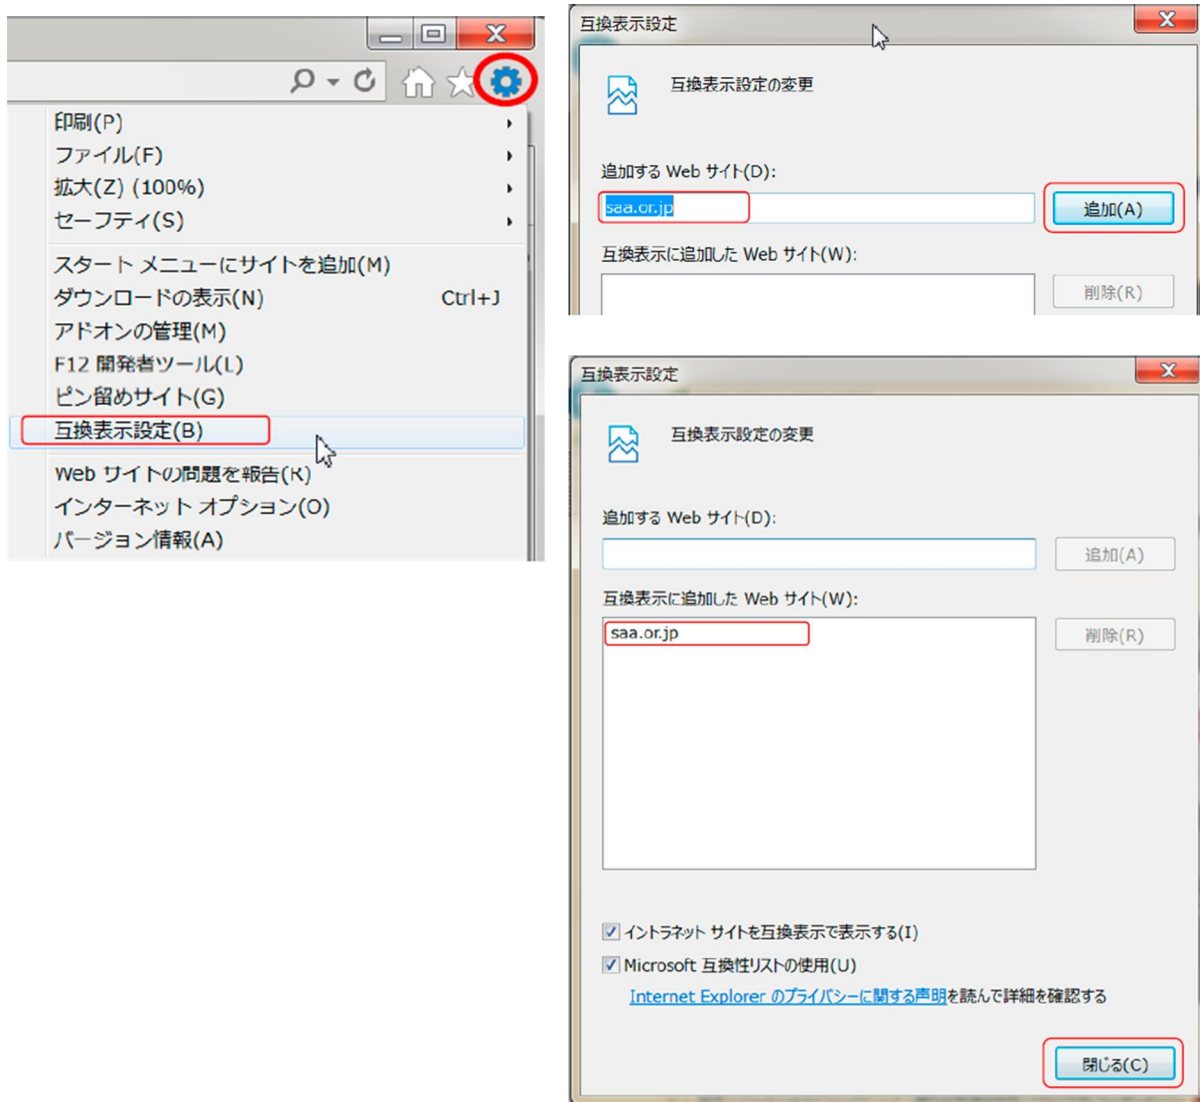 印刷(P)
ファイル(F)
拡大(Z) (100%)
セーフティ(S)
スタート メニューにサイトを追加(M)
ダウンロードの表示(N) Ctrl+J
アドオンの管理(M)
F12 開発者ツール(L)
ピン留めサイト(G)
互換表示設定(B)
Web サイトの問題を報告(R)
インターネット オプション(O)
バージョン情報(A)
互換表示設定
互換表示設定の変更
追加する Web サイト(D):
saa.or.jp 追加(A)
互換表示に追加した Web サイト(W):
削除(R)
互換表示設定
互換表示設定の変更
追加する Web サイト(D):
追加(A)
互換表示に追加した Web サイト(W):
saa.or.jp 削除(R)
イントラネット サイトを互換表示で表示する(I)
Microsoft 互換性リストの使用(U)
Internet Explorer のプライバシーに関する声明を読んで詳細を確認する
閉じる(C)